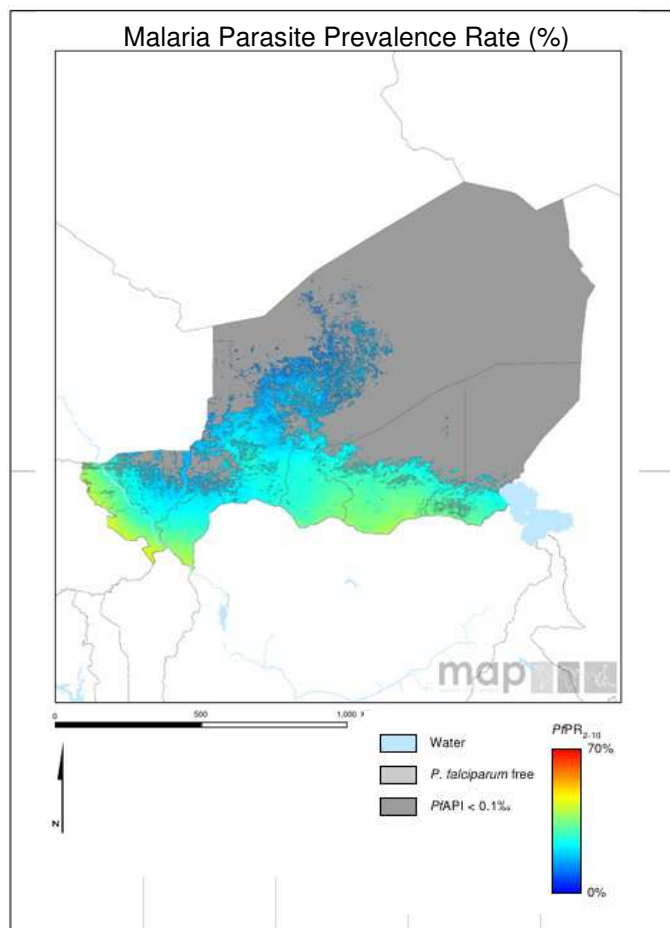 Malaria Parasite Prevalence Rate (%)
map
0 500 1,000
Water
P. falciparum free
PfAPI < 0.1‰
PfPR2-10
70%
0%
N